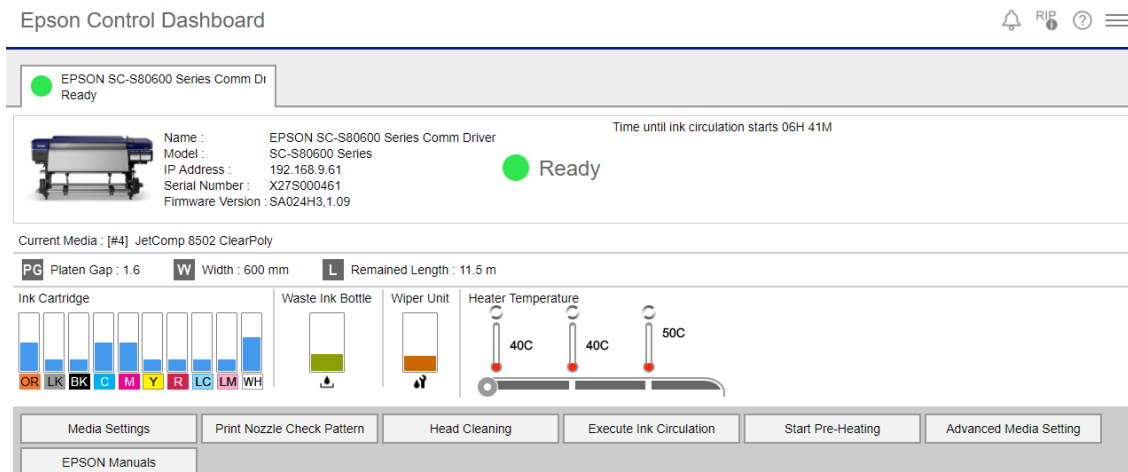 Epson Control Dashboard
RIP
EPSON SC-S80600 Series Comm Dr
Ready
Name : EPSON SC-S80600 Series Comm Driver
Model : SC-S80600 Series
IP Address : 192.168.9.61
Serial Number : X27S000461
Firmware Version : SA024H3,1.09
Ready
Time until ink circulation starts 06H 41M
Current Media : [#4] JetComp 8502 ClearPoly
PG Platen Gap : 1.6 W Width : 600 mm L Remained Length : 11.5 m
Ink Cartridge Waste Ink Bottle Wiper Unit Heater Temperature
40C 40C 50C
OR LK BK C M Y R LC LM WH
Media Settings Print Nozzle Check Pattern Head Cleaning Execute Ink Circulation Start Pre-Heating Advanced Media Setting
EPSON Manuals